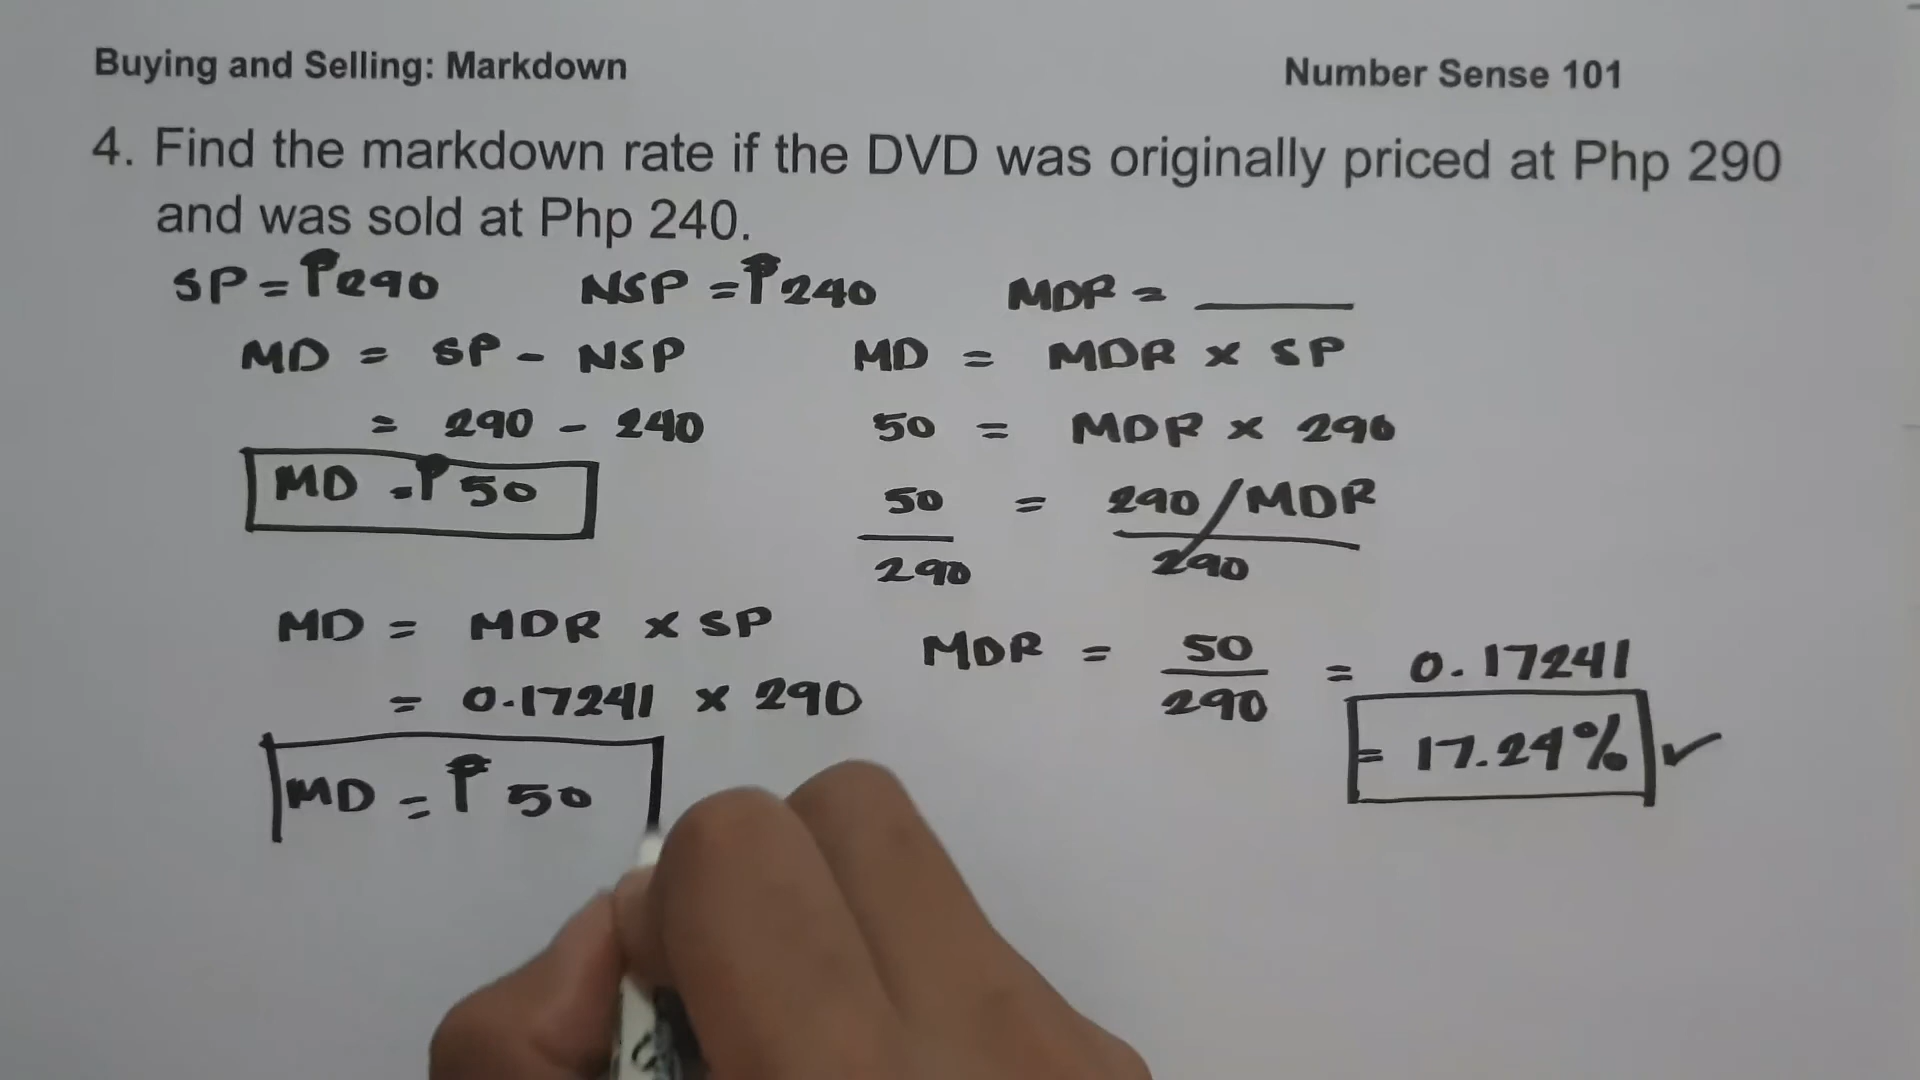 Buying and Selling: Markdown
Number Sense 101
4. Find the markdown rate if the DVD was originally priced at Php 290
and was sold at Php 240.
SP = ₱290 NSP = ₱240 MDR = ____
MD = SP - NSP
= 290 - 240
MD = ₱50
MD = MDR x SP
50 = MDR x 290
50 = 290/MDR
290 290
MDR = 50 = 0.17241
290
= 17.24% ✓
MD = MDR x SP
= 0.17241 x 290
MD = ₱50